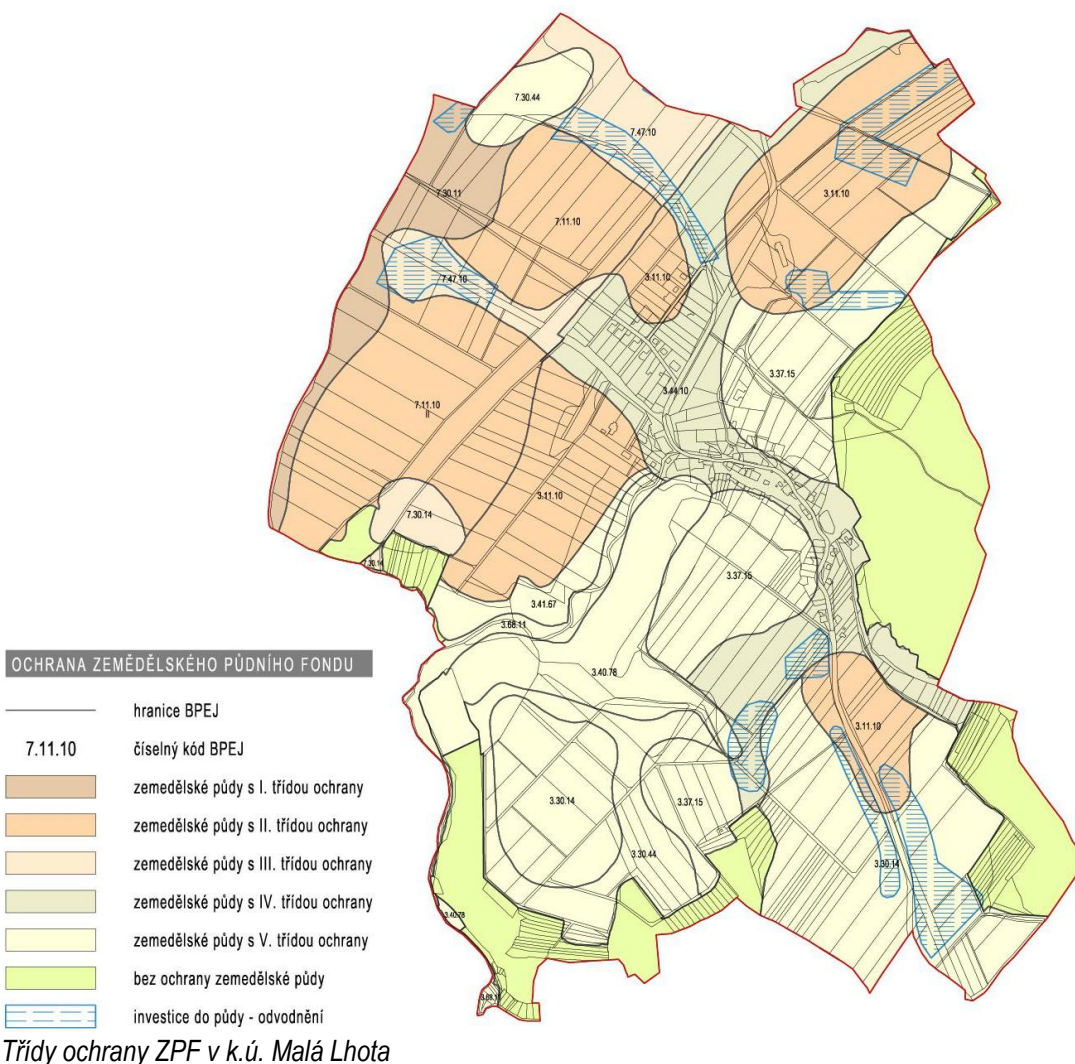 7.30.44
7.47.10
7.30.11
3.11.10
7.11.10
3.11.10
7.47.10
3.37.15
3.44.10
7.11.10
II
3.11.10
7.30.14
7.30.14
3.37.15
3.41.67
3.68.11
3.40.78
3.11.10
3.30.14
3.37.15
3.30.44
3.30.14
3.40.78
OCHRANA ZEMĚDĚLSKÉHO PŮDNÍHO FONDU
hranice BPEJ
7.11.10 číselný kód BPEJ
zemědělské půdy s I. třídou ochrany
zemědělské půdy s II. třídou ochrany
zemědělské půdy s III. třídou ochrany
zemědělské půdy s IV. třídou ochrany
zemědělské půdy s V. třídou ochrany
bez ochrany zemědělské půdy
investice do půdy - odvodnění
Třídy ochrany ZPF v k.ú. Malá Lhota